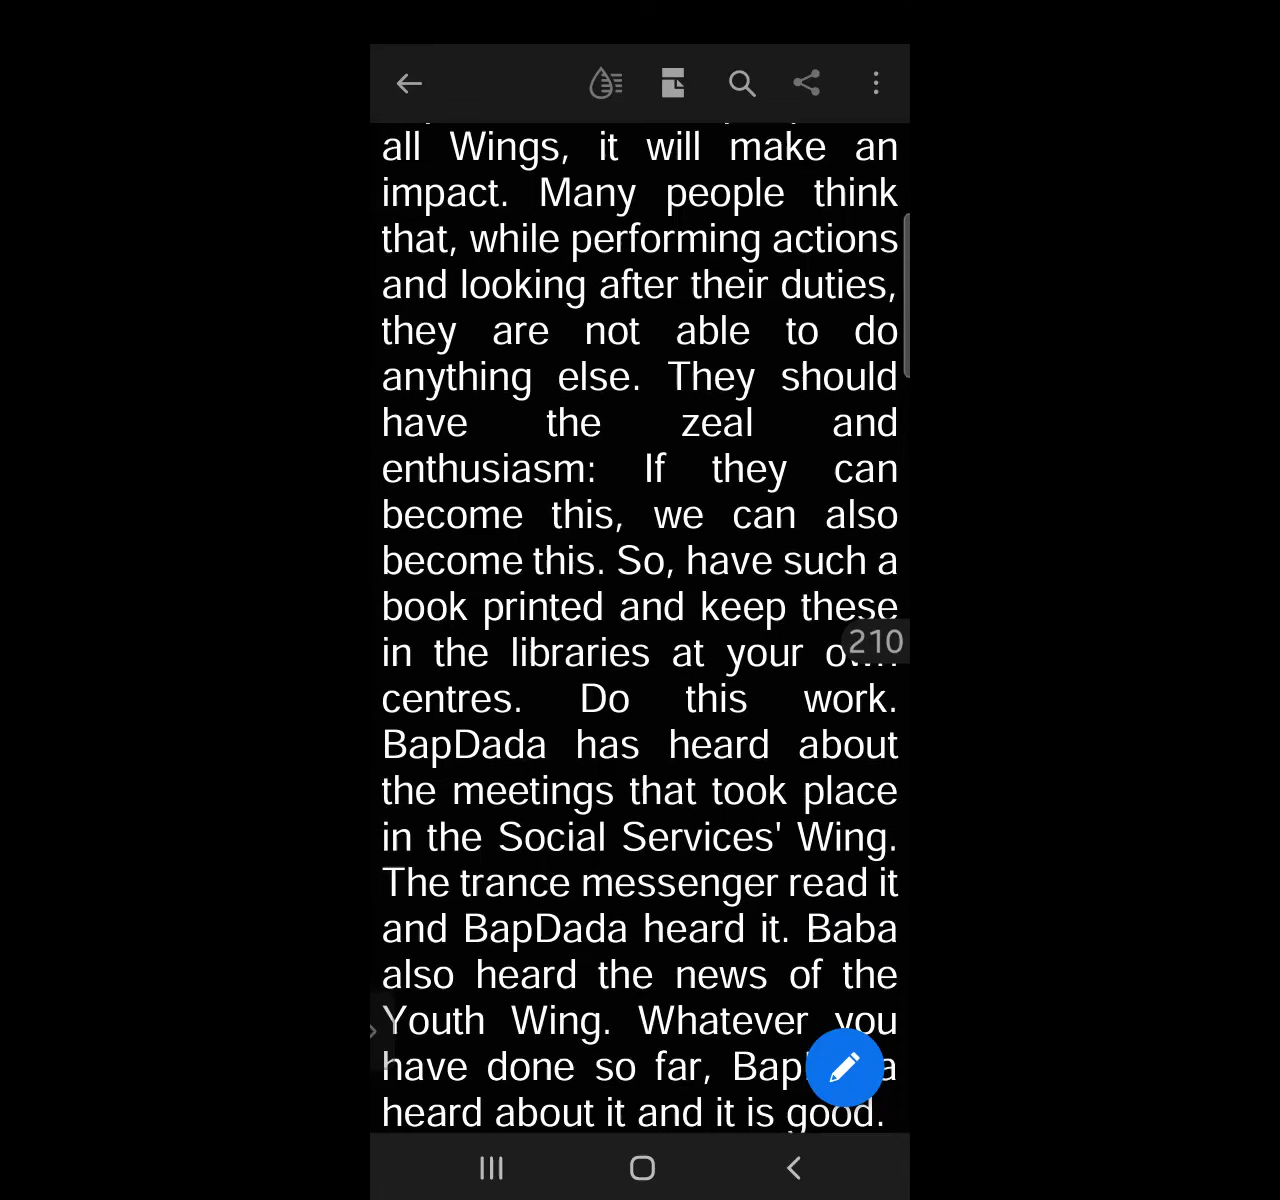 all Wings, it will make an
impact. Many people think
that, while performing actions
and looking after their duties,
they are not able to do
anything else. They should
have the zeal and
enthusiasm: If they can
become this, we can also
become this. So, have such a
book printed and keep these
in the libraries at your
210
centres. Do this work.
BapDada has heard about
the meetings that took place
in the Social Services' Wing.
The trance messenger read it
and BapDada heard it. Baba
also heard the news of the
Youth Wing. Whatever you
have done so far,
heard about it and it is good.